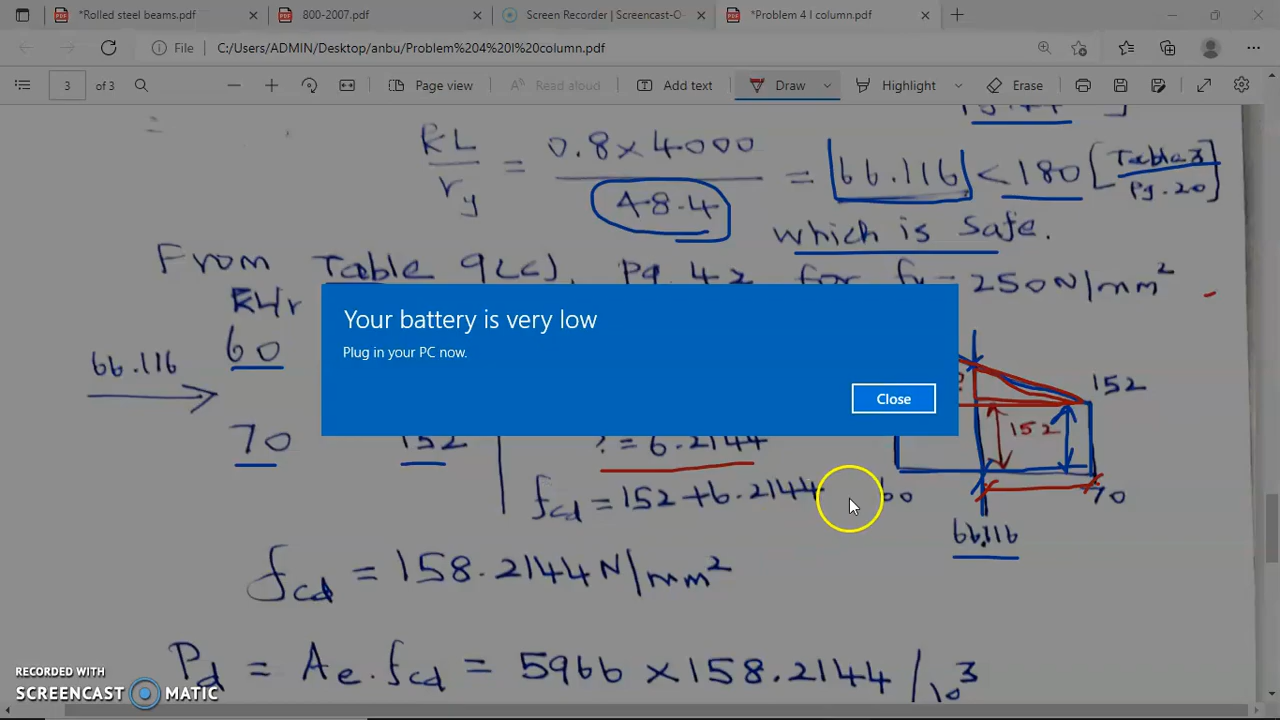 *Rolled steel beams.pdf
800-2007.pdf
Screen Recorder | Screencast-O-
*Problem 4 I column.pdf
File
C:/Users/ADMIN/Desktop/anbu/Problem%204%20I%20column.pdf
3 of 3
Page view
Read aloud
Add text
Draw
Highlight
Erase
KL/ry = 0.8 × 4000 / 48.4 = 66.116 < 180 [Table 3 / Pg. 20]
which is safe.
From Table 9(c), Pg 42 for fy = 250N/mm²
KL/r
60
66.116
152
Your battery is very low
Plug in your PC now.
Close
70 152
? = 6.2144
152
fcd = 152 + 6.2144
60
70
66.116
fcd = 158.2144 N/mm²
Pd = Ae.fcd = 5966 × 158.2144 / 10³
RECORDED WITH
SCREENCAST MATIC